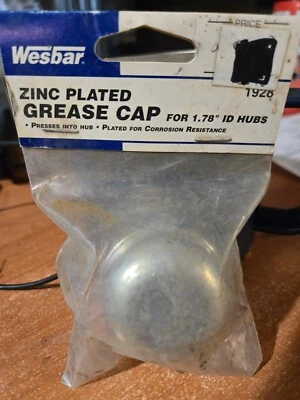 Wesbar
PRICE
1928
ZINC PLATED
GREASE CAP FOR 1.78" ID HUBS
• PRESSES INTO HUB • PLATED FOR CORROSION RESISTANCE